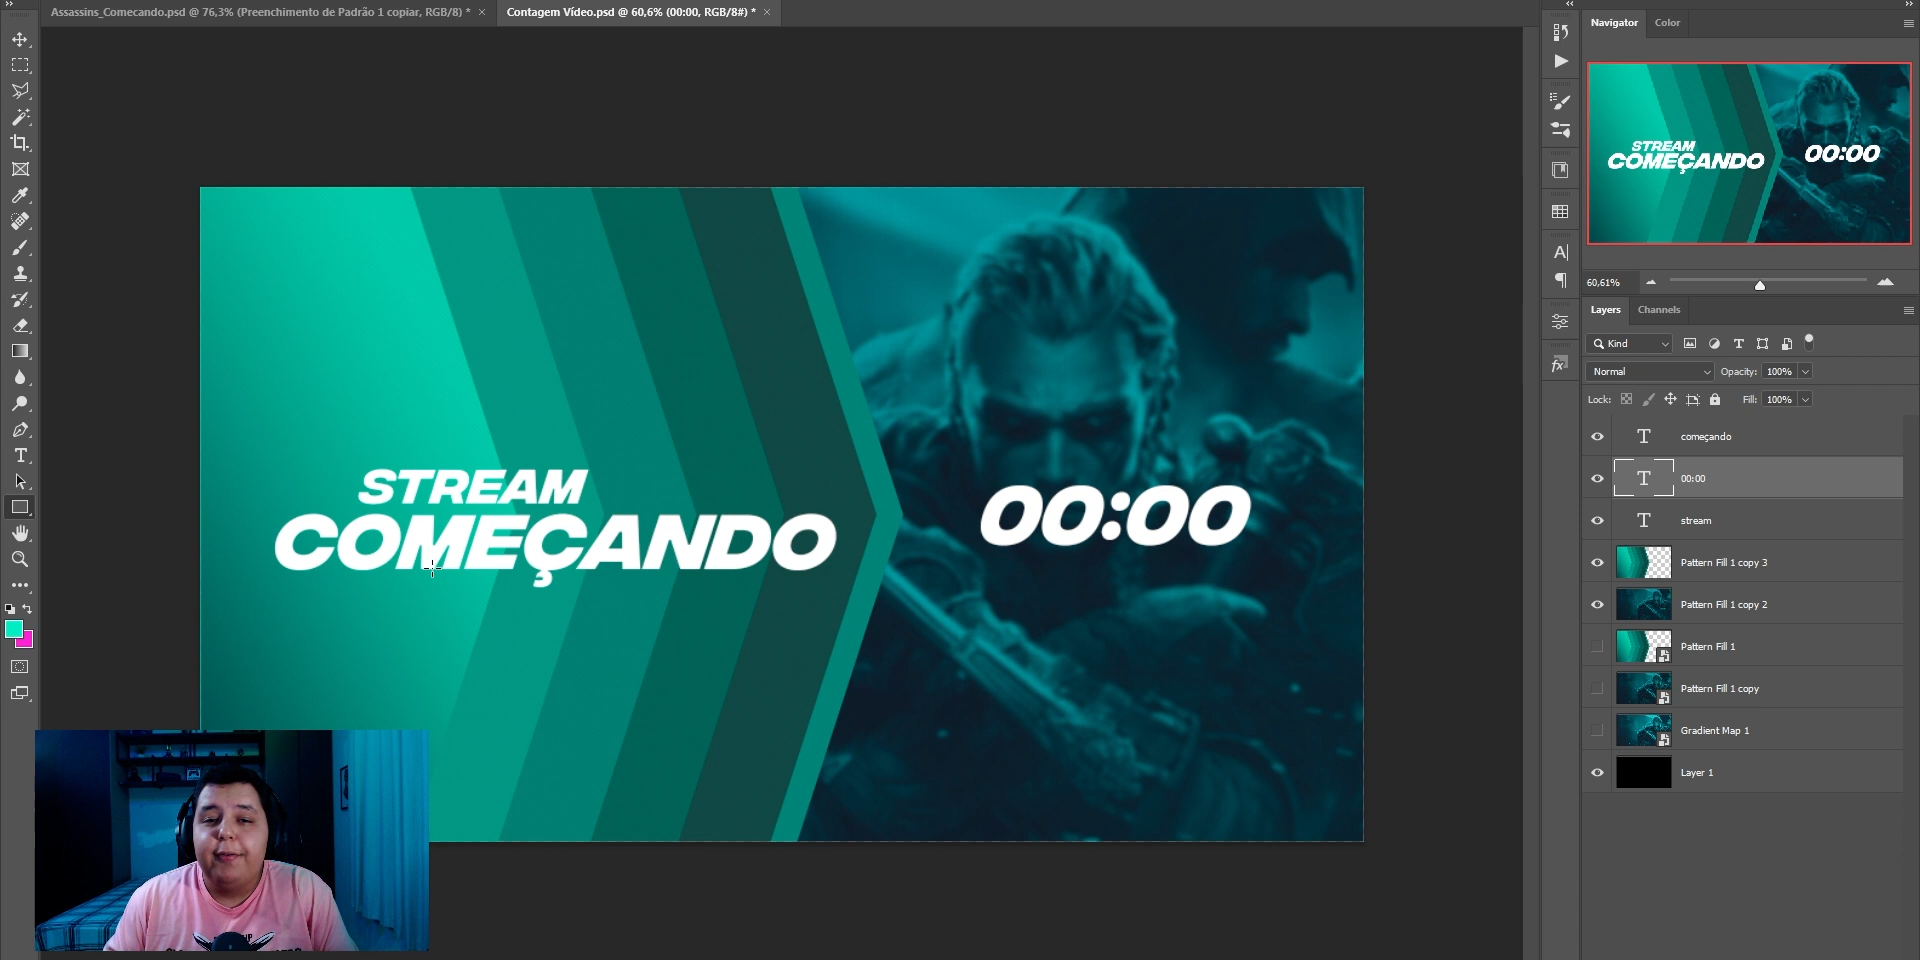 Assassins_Comecando.psd @ 76,3% (Preenchimento de Padrão 1 copiar, RGB/8) *
Contagem Vídeo.psd @ 60,6% (00:00, RGB/8#) *
Navigator
Color
STREAM
COMEÇANDO
00:00
60,61%
Layers
Channels
Kind
Normal
Opacity: 100%
Lock:
Fill: 100%
começando
00:00
stream
Pattern Fill 1 copy 3
Pattern Fill 1 copy 2
Pattern Fill 1
Pattern Fill 1 copy
Gradient Map 1
Layer 1
STREAM
COMEÇANDO
00:00